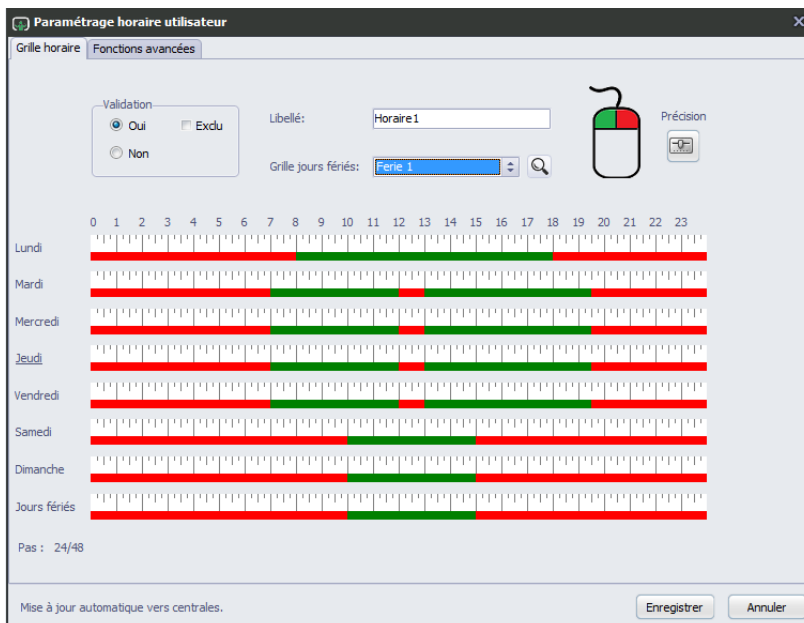 Paramétrage horaire utilisateur
Grille horaire Fonctions avancées
Validation
Oui Exclu
Non
Libellé: Horaire1
Grille jours fériés: Ferie 1
Précision
0 1 2 3 4 5 6 7 8 9 10 11 12 13 14 15 16 17 18 19 20 21 22 23
Lundi
Mardi
Mercredi
Jeudi
Vendredi
Samedi
Dimanche
Jours fériés
Pas : 24/48
Mise à jour automatique vers centrales.
Enregistrer Annuler